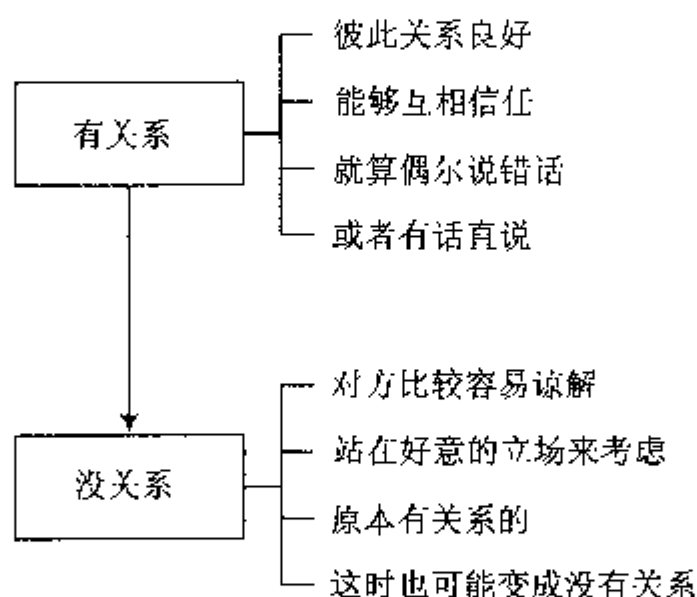 有关系
彼此关系良好
能够互相信任
就算偶尔说错话
或者有话直说
没关系
对方比较容易谅解
站在好意的立场来考虑
原本有关系的
这时也可能变成没有关系